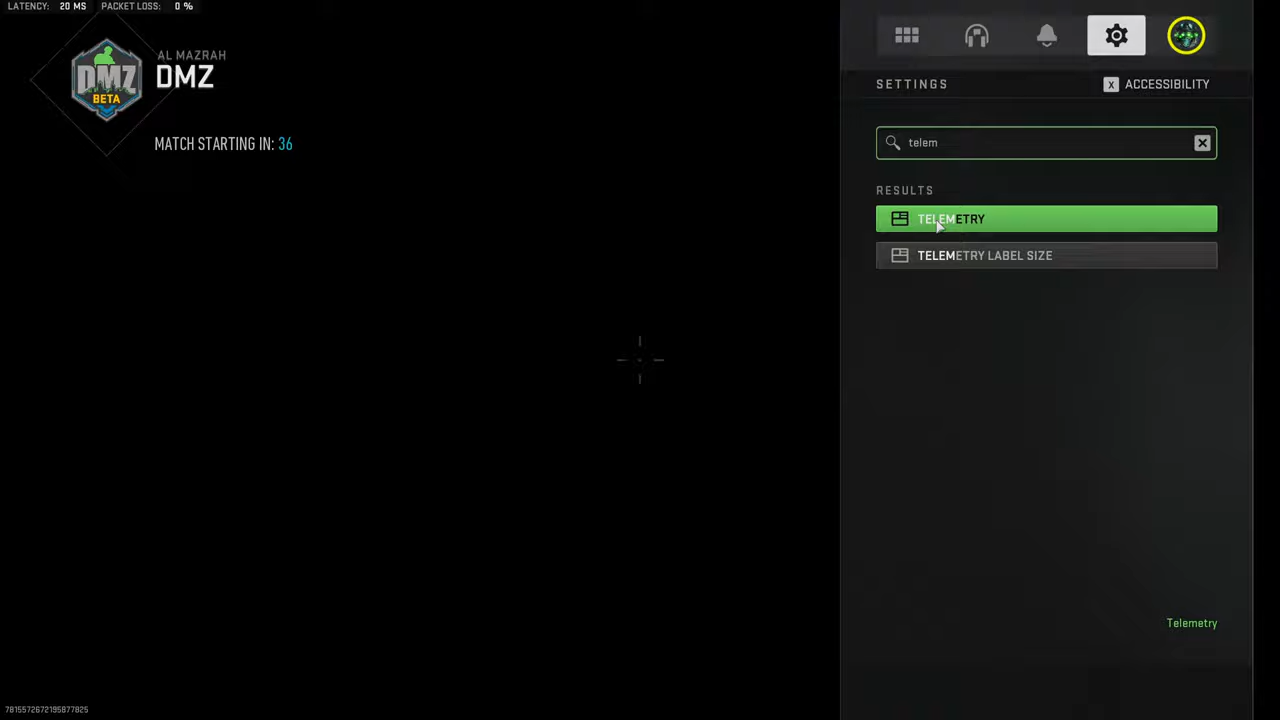 LATENCY: 20 MS PACKET LOSS: 0 %
AL MAZRAH
DMZ
DMZ
BETA
MATCH STARTING IN: 36
SETTINGS
X ACCESSIBILITY
telem
RESULTS
TELEMETRY
TELEMETRY LABEL SIZE
Telemetry
7815572672195877825